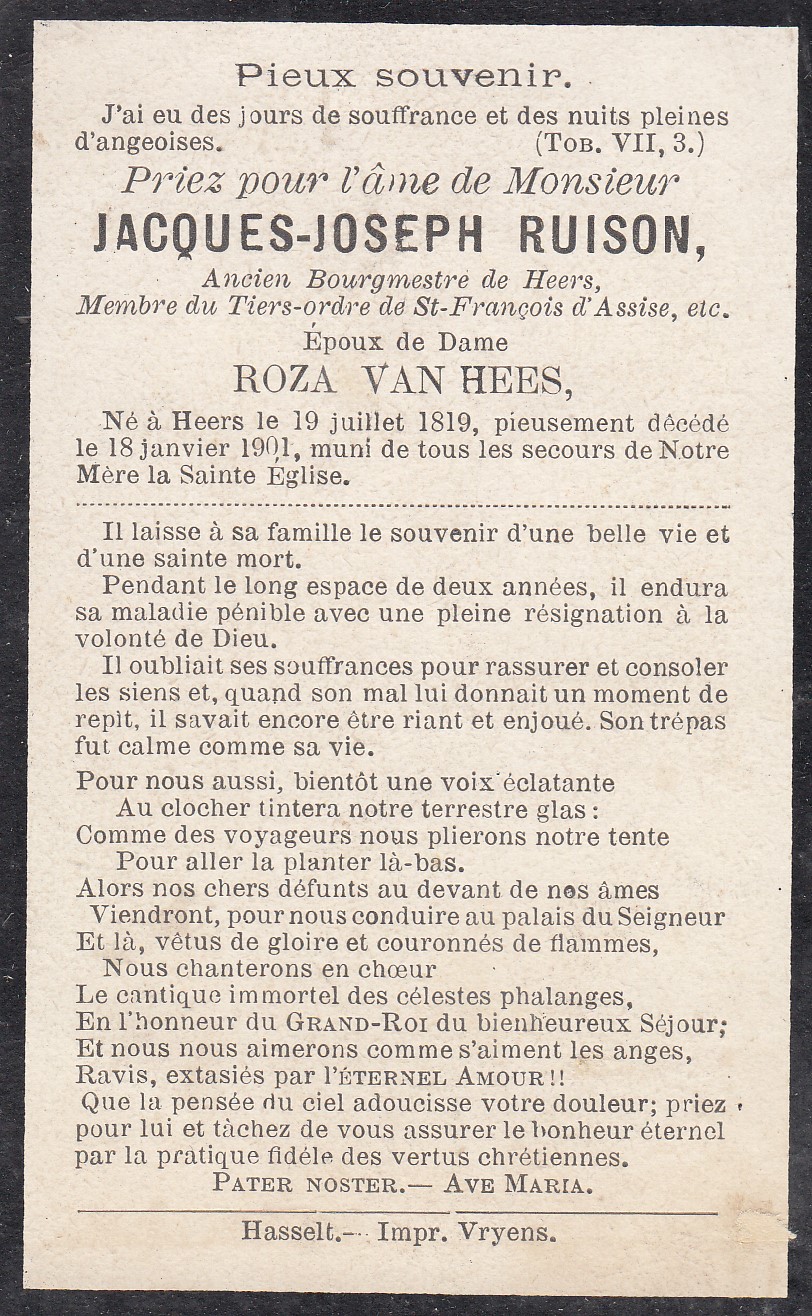 Pieux souvenir.
J'ai eu des jours de souffrance et des nuits pleines
d'angeoises. (TOB. VII, 3.)
Priez pour l'âme de Monsieur
JACQUES-JOSEPH RUISON,
Ancien Bourgmestre de Heers,
Membre du Tiers-ordre de St-François d'Assise, etc.
Époux de Dame
ROZA VAN HEES,
Né à Heers le 19 juillet 1819, pieusement dêcédé
le 18 janvier 1901, muni de tous les secours de Notre
Mère la Sainte Église.
Il laisse à sa famille le souvenir d'une belle vie et
d'une sainte mort.
Pendant le long espace de deux années, il endura
sa maladie pénible avec une pleine résignation à la
volonté de Dieu.
Il oubliait ses souffrances pour rassurer et consoler
les siens et, quand son mal lui donnait un moment de
repit, il savait encore être riant et enjoué. Son trépas
fut calme comme sa vie.
Pour nous aussi, bientôt une voix éclatante
Au clocher tintera notre terrestre glas :
Comme des voyageurs nous plierons notre tente
Pour aller la planter là-bas.
Alors nos chers défunts au devant de nos âmes
Viendront, pour nous conduire au palais du Seigneur
Et là, vêtus de gloire et couronnés de flammes,
Nous chanterons en chœur
Le cantique immortel des célestes phalanges,
En l'honneur du GRAND-ROI du bienheureux Séjour;
Et nous nous aimerons comme s'aiment les anges,
Ravis, extasiés par l'ÉTERNEL AMOUR!!
Que la pensée du ciel adoucisse votre douleur; priez
pour lui et tàchez de vous assurer le bonheur éternel
par la pratique fidéle des vertus chrétiennes.
PATER NOSTER.— AVE MARIA.
Hasselt.— Impr. Vryens.